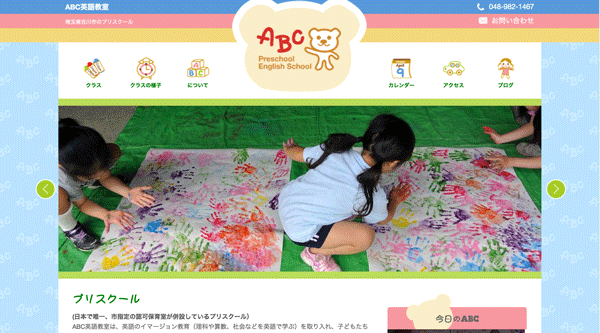 ABC英語教室
048-982-1467
埼玉県吉川市のプリスクール
お問い合わせ
ABC
Preschool
English School
クラス
クラスの様子
について
カレンダー
アクセス
ブログ
プリスクール
(日本で唯一、市指定の認可保育室が併設しているプリスクール)
ABC英語教室は、英語のイマージョン教育（理科や算数、社会などを英語で学ぶ）を取り入れ、子どもたち
今日のABC